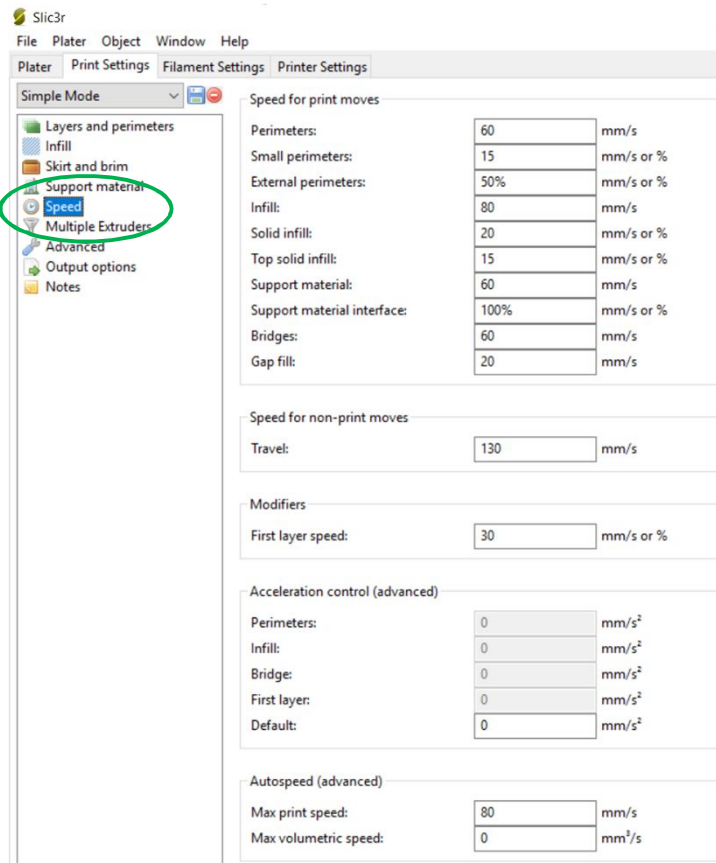 Slic3r
File Plater Object Window Help
Plater Print Settings Filament Settings Printer Settings
Simple Mode
Layers and perimeters
Infill
Skirt and brim
Support material
Speed
Multiple Extruders
Advanced
Output options
Notes
Speed for print moves
Perimeters: 60 mm/s
Small perimeters: 15 mm/s or %
External perimeters: 50% mm/s or %
Infill: 80 mm/s
Solid infill: 20 mm/s or %
Top solid infill: 15 mm/s or %
Support material: 60 mm/s
Support material interface: 100% mm/s or %
Bridges: 60 mm/s
Gap fill: 20 mm/s
Speed for non-print moves
Travel: 130 mm/s
Modifiers
First layer speed: 30 mm/s or %
Acceleration control (advanced)
Perimeters: 0 mm/s²
Infill: 0 mm/s²
Bridge: 0 mm/s²
First layer: 0 mm/s²
Default: 0 mm/s²
Autospeed (advanced)
Max print speed: 80 mm/s
Max volumetric speed: 0 mm³/s